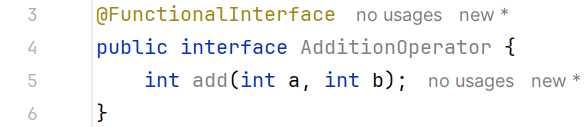 3 @FunctionalInterface no usages new *
4 public interface AdditionOperator {
5 int add(int a, int b); no usages new *
6 }